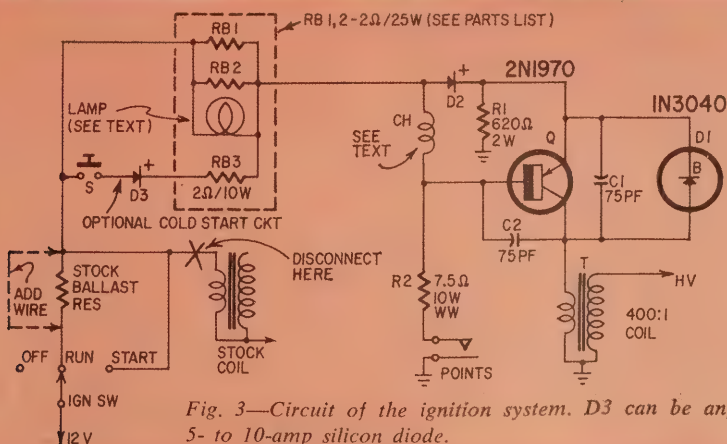 RB1,2-2Ω/25W (SEE PARTS LIST)
RB1
RB2
LAMP
(SEE TEXT)
RB3
2Ω/10W
S
D3
+
OPTIONAL COLD START CKT
DISCONNECT
HERE
ADD
WIRE
STOCK
BALLAST
RES
STOCK
COIL
OFF
RUN
START
IGN SW
12V
CH
SEE
TEXT
D2
+
R1
620Ω
2W
2N1970
Q
1N3040
D1
B
C1
75PF
C2
75PF
R2
7.5Ω
10W
WW
POINTS
T
HV
400:1
COIL
Fig. 3—Circuit of the ignition system. D3 can be an
5- to 10-amp silicon diode.